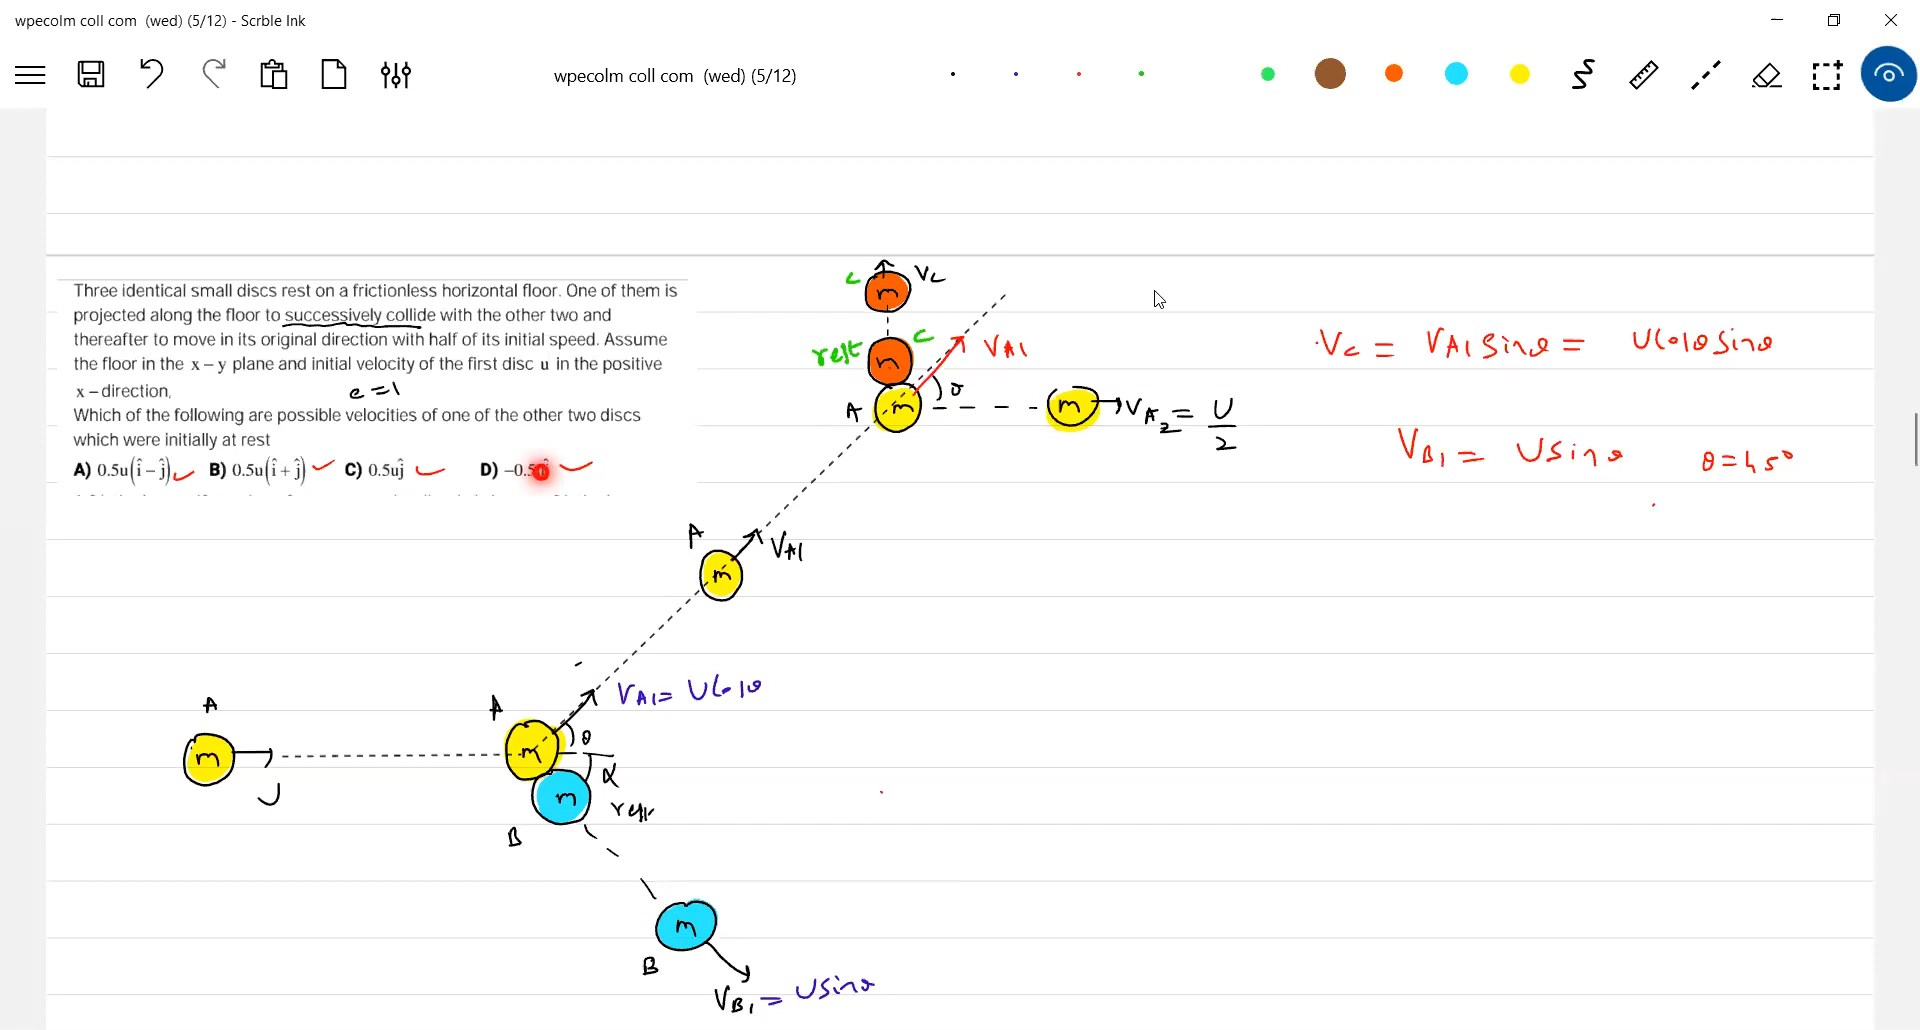 wpecolm coll com (wed) (5/12) - Scrble Ink
wpecolm coll com (wed) (5/12)
Three identical small discs rest on a frictionless horizontal floor. One of them is
projected along the floor to successively collide with the other two and
thereafter to move in its original direction with half of its initial speed. Assume
the floor in the x – y plane and initial velocity of the first disc u in the positive
x – direction,
e = 1
Which of the following are possible velocities of one of the other two discs
which were initially at rest
A) 0.5u(î − ĵ) ✓ B) 0.5u(î + ĵ) ✓ C) 0.5uĵ ✓ D) −0.5 ✓
C m Vc
rest m C
VA1
A m θ m VA2 = U/2
Vc = VA1 sinθ = Ucosθ sinθ
VB1 = Usinθ θ = 45°
A
m VA1
VA1 = Ucosθ
A
m U
A
m θ
α
m rest
B
m
B
VB1 = Usinθ